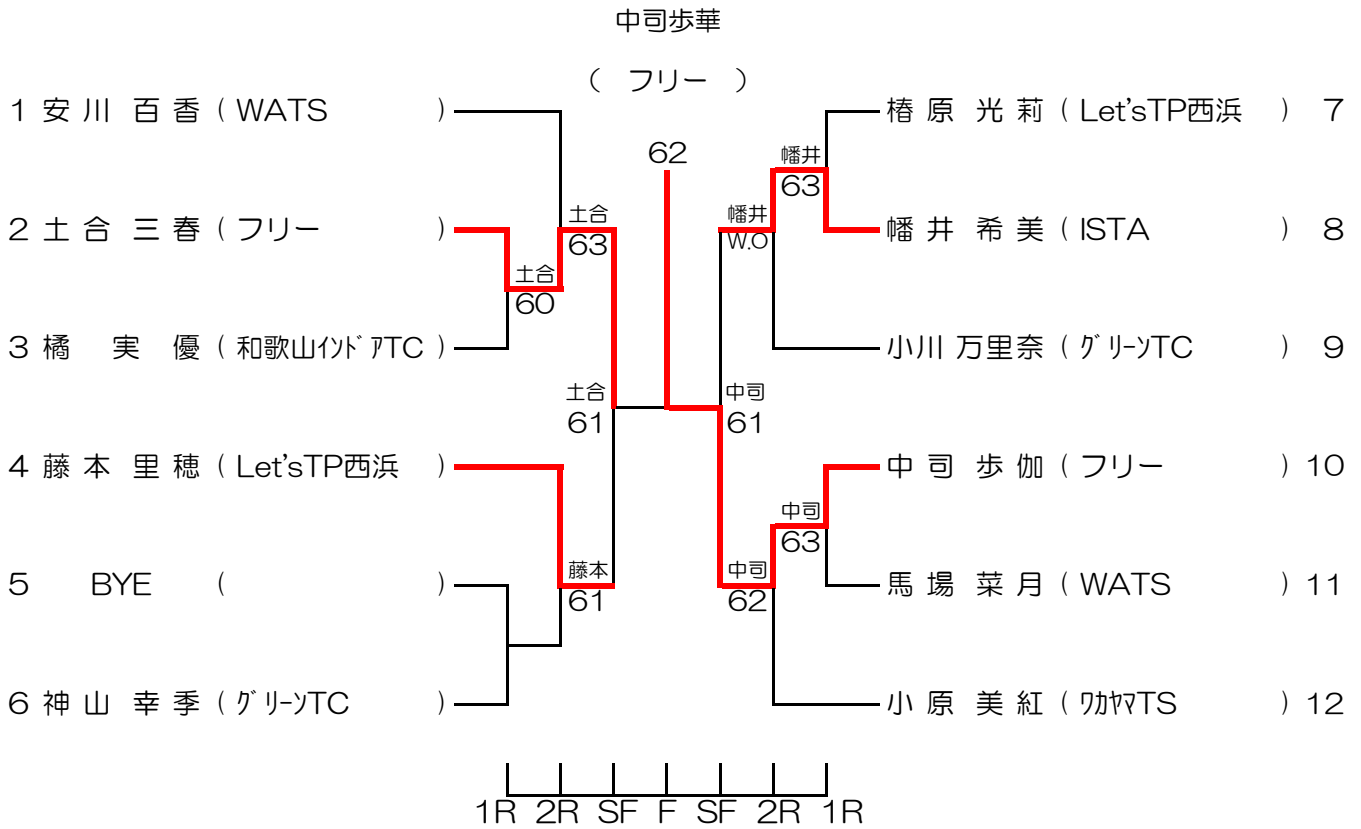 中司歩華
( フリー )
1 安川 百香 ( WATS )
2 土合 三春 ( フリー )
3 橘 実優 ( 和歌山ｲﾝﾄﾞｱTC )
4 藤本 里穂 ( Let'sTP西浜 )
5 BYE ( )
6 神山 幸季 ( ｸﾞﾘｰﾝTC )
土合
60
土合
63
藤本
61
土合
61
62
幡井
63
幡井
W.O
中司
61
中司
63
中司
62
椿原 光莉 ( Let'sTP西浜 ) 7
幡井 希美 ( ISTA ) 8
小川 万里奈 ( ｸﾞﾘｰﾝTC ) 9
中司 歩伽 ( フリー ) 10
馬場 菜月 ( WATS ) 11
小原 美紅 ( ﾜｶﾔﾏTS ) 12
1R 2R SF F SF 2R 1R